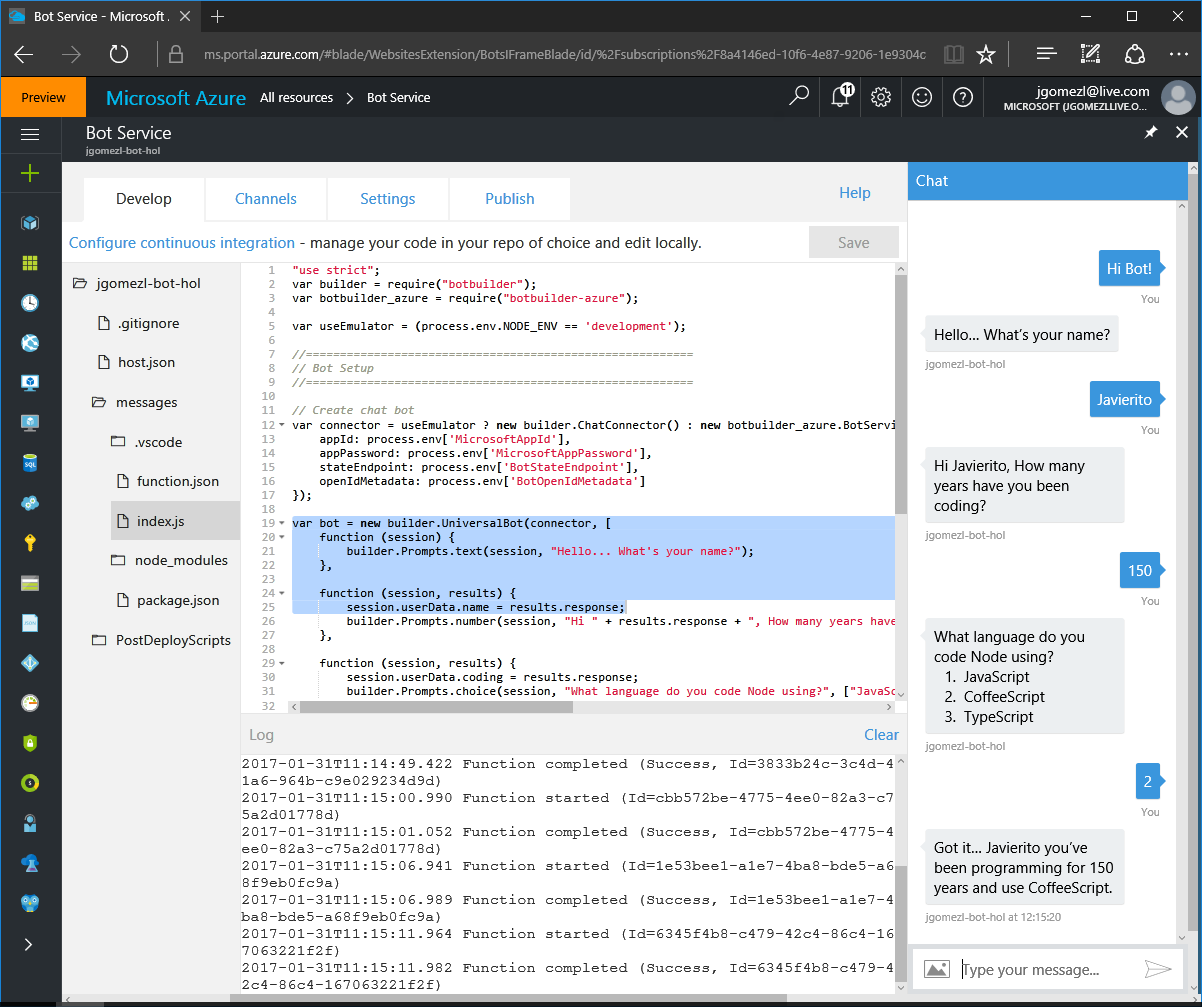 Bot Service - Microsoft .
ms.portal.azure.com/#blade/WebsitesExtension/BotsIFrameBlade/id/%2Fsubscriptions%2F8a4146ed-10f6-4e87-9206-1e9304c
Preview
Microsoft Azure
All resources
Bot Service
11
jgomezl@live.com
MICROSOFT (JGOMEZLLIVE.O...
Bot Service
jgomezl-bot-hol
Develop
Channels
Settings
Publish
Help
Configure continuous integration - manage your code in your repo of choice and edit locally.
Save
jgomezl-bot-hol
.gitignore
host.json
messages
.vscode
function.json
index.js
node_modules
package.json
PostDeployScripts
1 "use strict";
2 var builder = require("botbuilder");
3 var botbuilder_azure = require("botbuilder-azure");
4
5 var useEmulator = (process.env.NODE_ENV == 'development');
6
7 //=========================================================
8 // Bot Setup
9 //=========================================================
10
11 // Create chat bot
12 var connector = useEmulator ? new builder.ChatConnector() : new botbuilder_azure.BotServi
13 appId: process.env['MicrosoftAppId'],
14 appPassword: process.env['MicrosoftAppPassword'],
15 stateEndpoint: process.env['BotStateEndpoint'],
16 openIdMetadata: process.env['BotOpenIdMetadata']
17 });
18
19 var bot = new builder.UniversalBot(connector, [
20 function (session) {
21 builder.Prompts.text(session, "Hello... What's your name?");
22 },
23
24 function (session, results) {
25 session.userData.name = results.response;
26 builder.Prompts.number(session, "Hi " + results.response + ", How many years have
27 },
28
29 function (session, results) {
30 session.userData.coding = results.response;
31 builder.Prompts.choice(session, "What language do you code Node using?", ["JavaSc
32
Log
Clear
2017-01-31T11:14:49.422 Function completed (Success, Id=3833b24c-3c4d-4
1a6-964b-c9e029234d9d)
2017-01-31T11:15:00.990 Function started (Id=cbb572be-4775-4ee0-82a3-c7
5a2d01778d)
2017-01-31T11:15:01.052 Function completed (Success, Id=cbb572be-4775-4
ee0-82a3-c75a2d01778d)
2017-01-31T11:15:06.941 Function started (Id=1e53bee1-a1e7-4ba8-bde5-a6
8f9eb0fc9a)
2017-01-31T11:15:06.989 Function completed (Success, Id=1e53bee1-a1e7-4
ba8-bde5-a68f9eb0fc9a)
2017-01-31T11:15:11.964 Function started (Id=6345f4b8-c479-42c4-86c4-16
7063221f2f)
2017-01-31T11:15:11.982 Function completed (Success, Id=6345f4b8-c479-4
2c4-86c4-167063221f2f)
Chat
Hi Bot!
You
Hello... What's your name?
jgomezl-bot-hol
Javierito
You
Hi Javierito, How many
years have you been
coding?
jgomezl-bot-hol
150
You
What language do you
code Node using?
1. JavaScript
2. CoffeeScript
3. TypeScript
jgomezl-bot-hol
2
You
Got it... Javierito you've
been programming for 150
years and use CoffeeScript.
jgomezl-bot-hol at 12:15:20
Type your message...